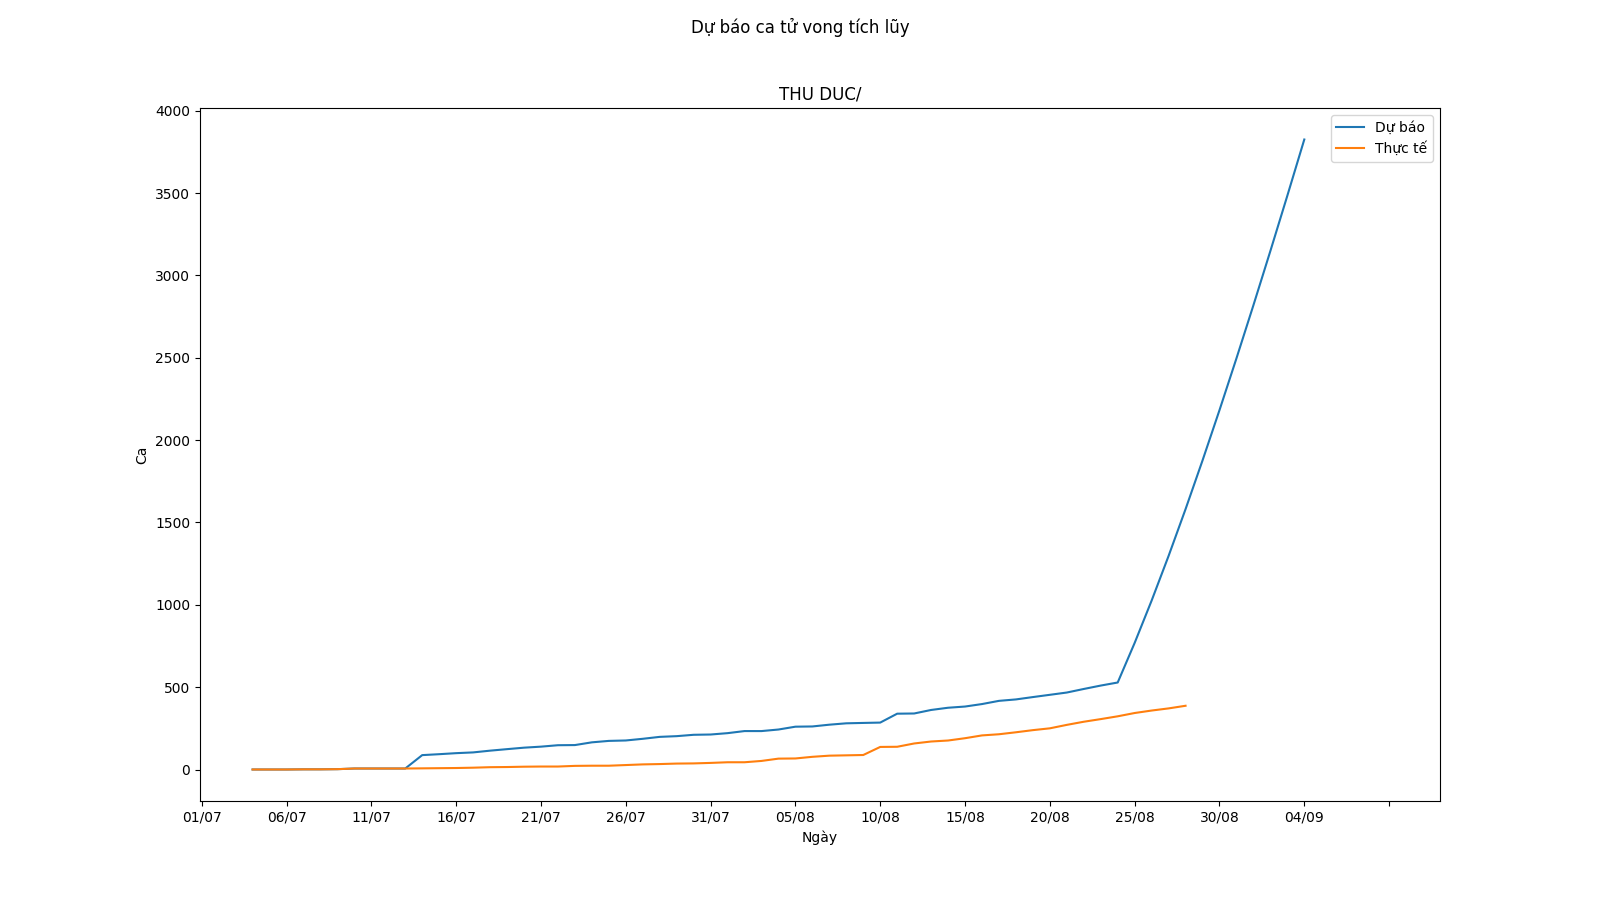 Dự báo ca tử vong tích lũy
THU DUC/
4000
3500
3000
2500
2000
1500
1000
500
0
Ca
Dự báo
Thực tế
01/07 06/07 11/07 16/07 21/07 26/07 31/07 05/08 10/08 15/08 20/08 25/08 30/08 04/09
Ngày